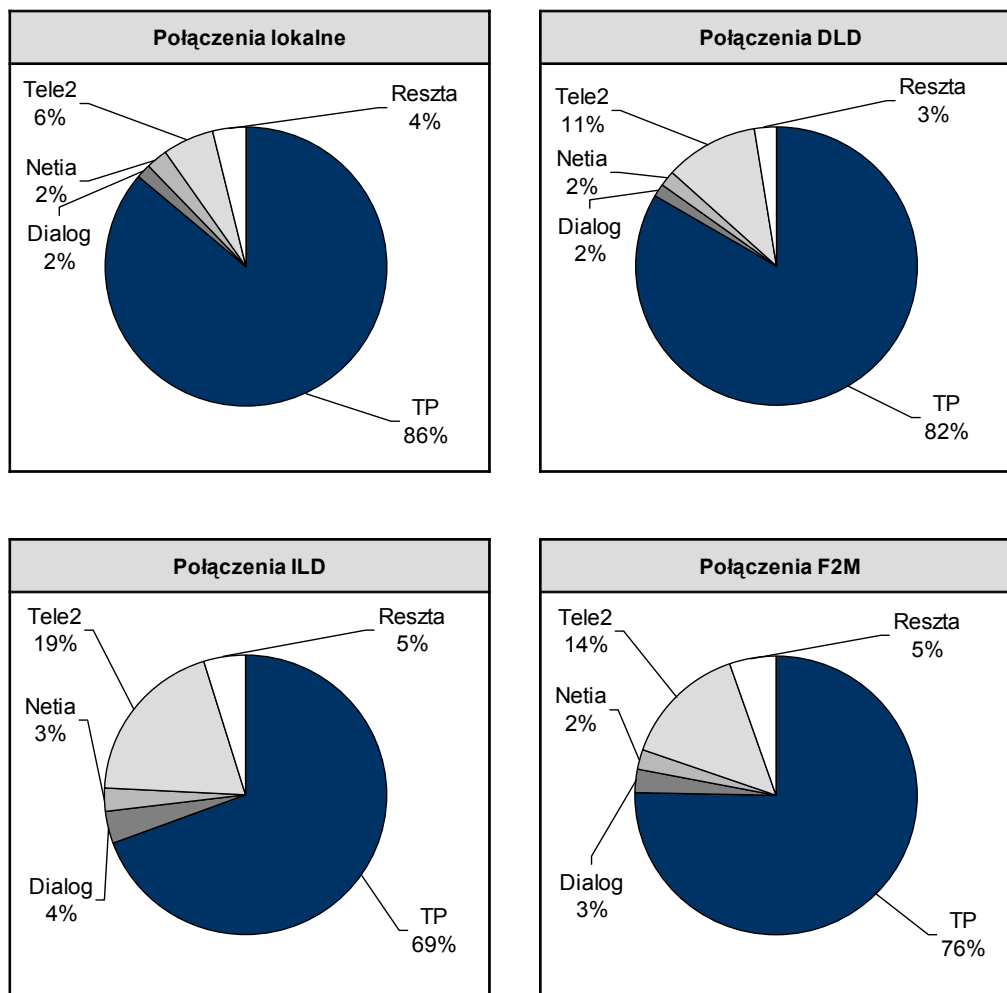 Połączenia lokalne
Tele2
6%
Reszta
4%
Netia
2%
Dialog
2%
TP
86%
Połączenia DLD
Tele2
11%
Reszta
3%
Netia
2%
Dialog
2%
TP
82%
Połączenia ILD
Tele2
19%
Reszta
5%
Netia
3%
Dialog
4%
TP
69%
Połączenia F2M
Tele2
14%
Reszta
5%
Netia
2%
Dialog
3%
TP
76%